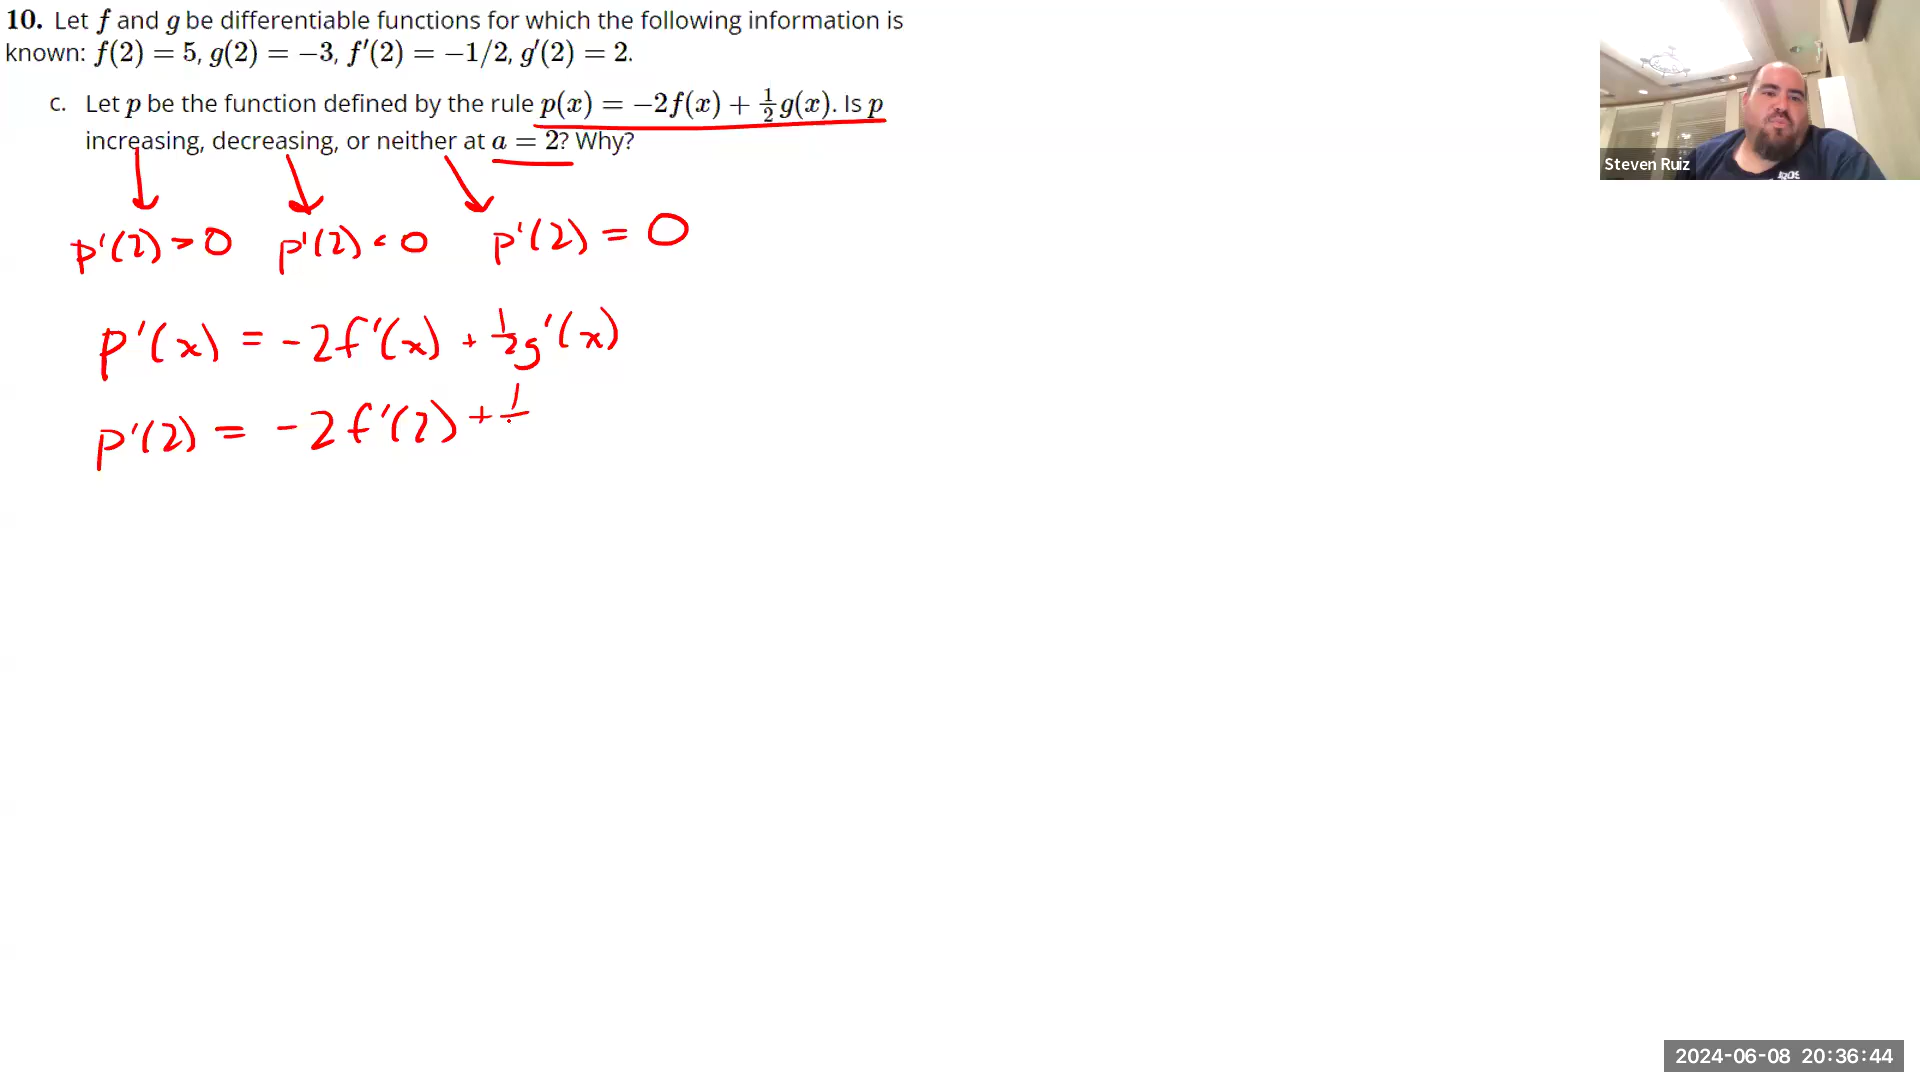 10. Let f and g be differentiable functions for which the following information is
known: f(2) = 5, g(2) = −3, f′(2) = −1/2, g′(2) = 2.
c. Let p be the function defined by the rule p(x) = −2f(x) + 1/2 g(x). Is p
increasing, decreasing, or neither at a = 2? Why?
p'(2) > 0 p'(2) < 0 p'(2) = 0
p'(x) = -2f'(x) + 1/2 g'(x)
p'(2) = -2f'(2) + 1/
Steven Ruiz
2024-06-08 20:36:44